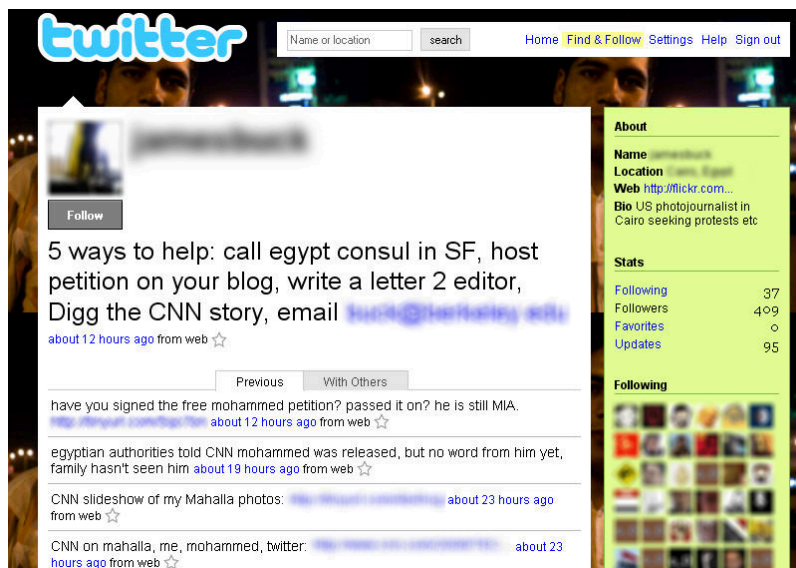 twitter
Name or location
search
Home Find & Follow Settings Help Sign out
Follow
5 ways to help: call egypt consul in SF, host
petition on your blog, write a letter 2 editor,
Digg the CNN story, email
about 12 hours ago from web
Previous
With Others
have you signed the free mohammed petition? passed it on? he is still MIA.
about 12 hours ago from web
egyptian authorities told CNN mohammed was released, but no word from him yet,
family hasn't seen him about 19 hours ago from web
CNN slideshow of my Mahalla photos: about 23 hours ago
from web
CNN on mahalla, me, mohammed, twitter: about 23
hours ago from web
About
Name
Location
Web http://flickr.com...
Bio US photojournalist in
Cairo seeking protests etc
Stats
Following 37
Followers 409
Favorites 0
Updates 95
Following